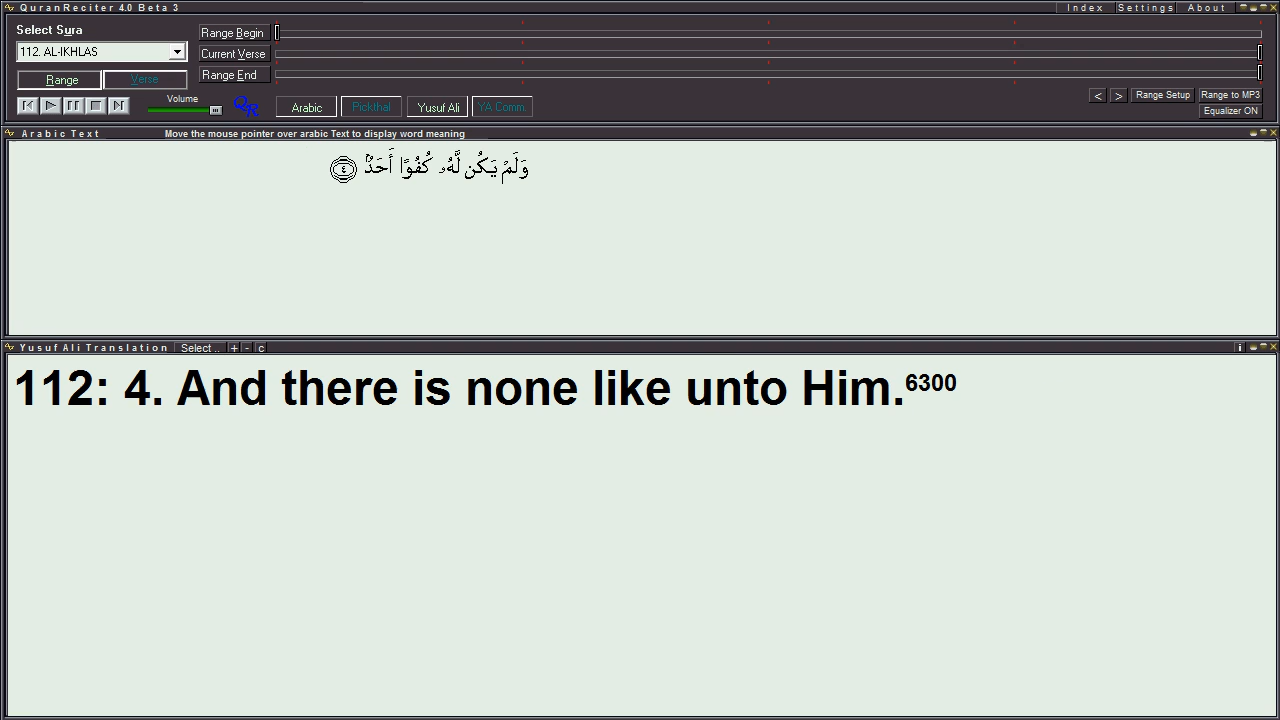 QuranReciter 4.0 Beta 3
Index Settings About
Select Sura
112. AL-IKHLAS
Range Verse
Volume
QR
Range Begin
Current Verse
Range End
Arabic Pickthal Yusuf Ali YA Comm.
< > Range Setup Range to MP3
Equalizer ON
Arabic Text Move the mouse pointer over arabic Text to display word meaning
وَلَمْ يَكُن لَّهُۥ كُفُوًا أَحَدٌۢ ٤
Yusuf Ali Translation Select .. + - c i
112: 4. And there is none like unto Him.6300